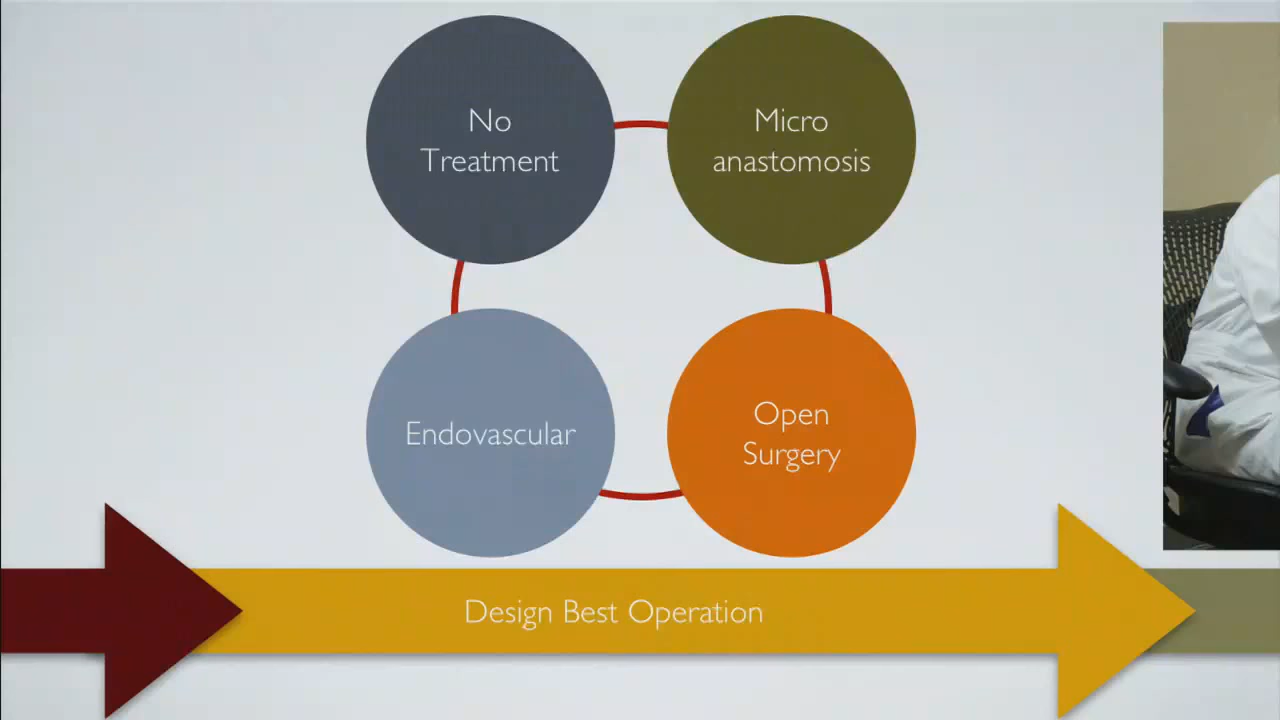 No
Treatment
Micro
anastomosis
Endovascular
Open
Surgery
Design Best Operation